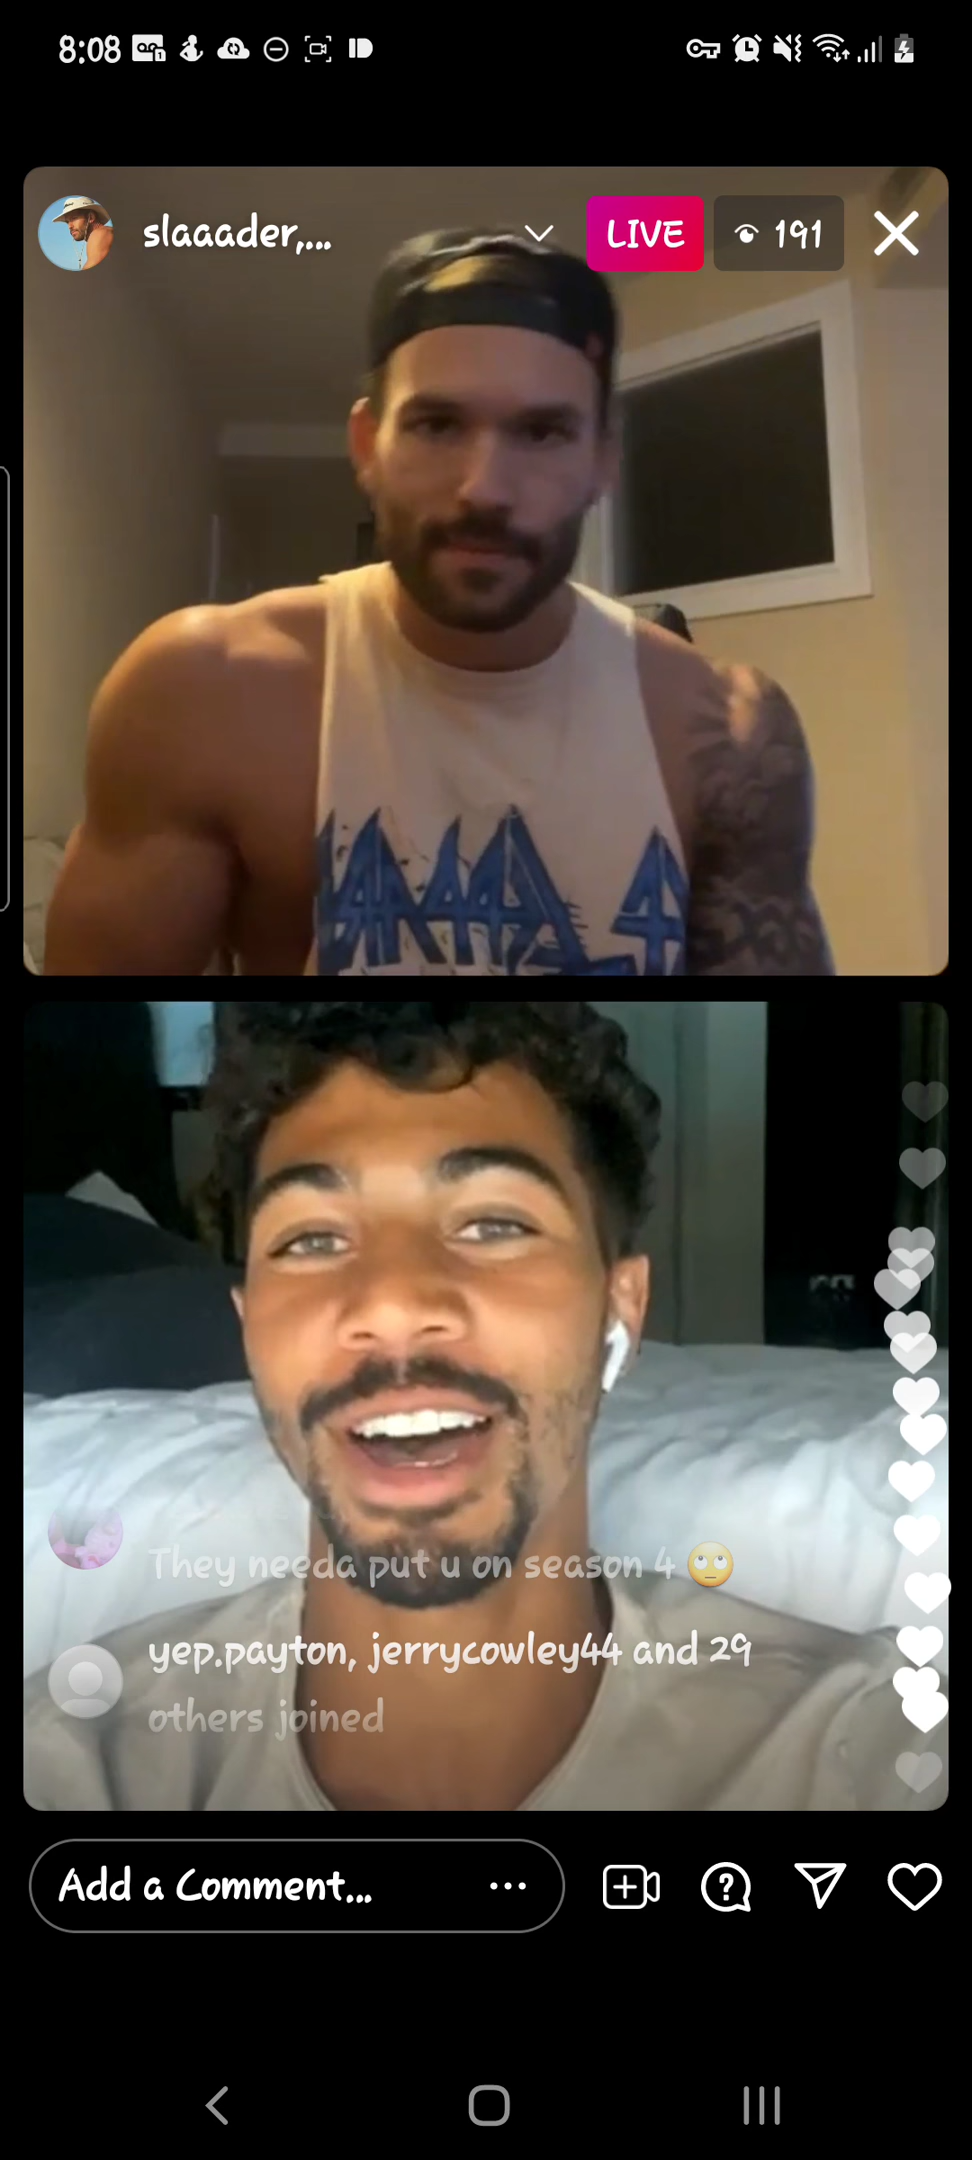 8:08
slaaader,...
LIVE
191
They needa put u on season 4 🙄
yep.payton, jerrycowley44 and 29
others joined
Add a Comment...